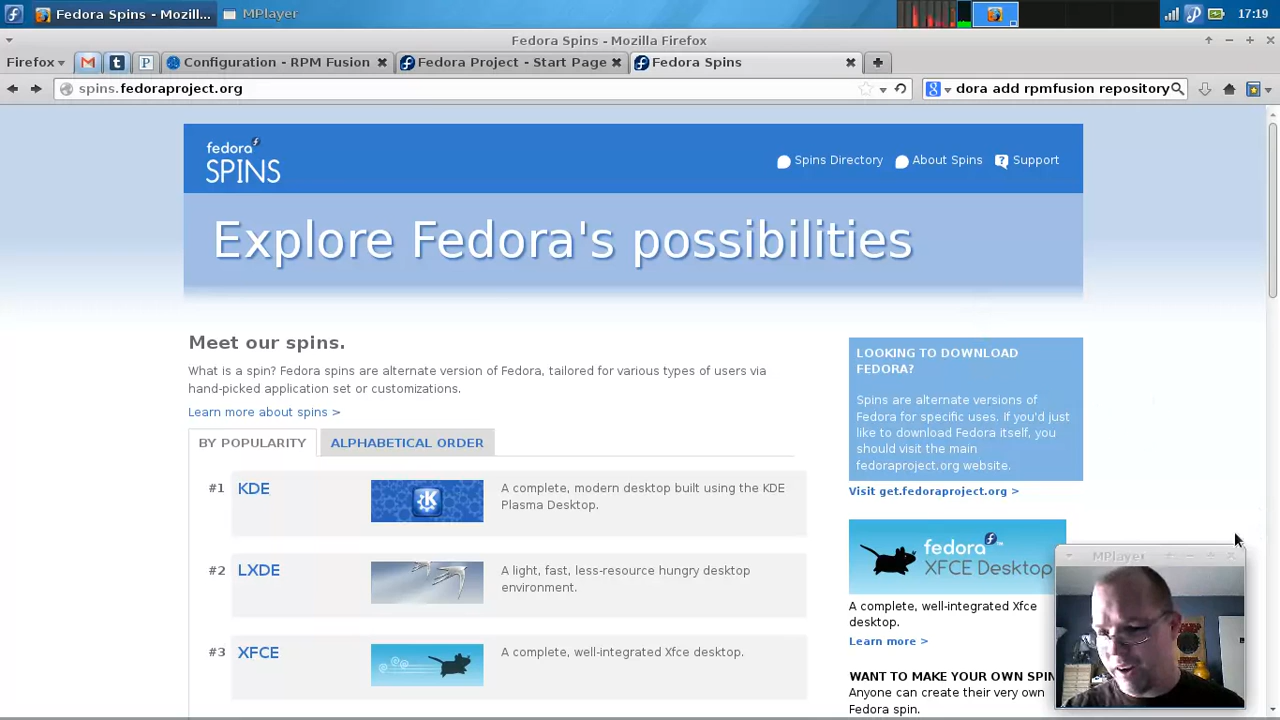 Fedora Spins - Mozill...
MPlayer
17:19
Fedora Spins - Mozilla Firefox
Firefox
Configuration - RPM Fusion
Fedora Project - Start Page
Fedora Spins
spins.fedoraproject.org
dora add rpmfusion repository
fedora
SPINS
Spins Directory
About Spins
Support
Explore Fedora's possibilities
Meet our spins.
What is a spin? Fedora spins are alternate version of Fedora, tailored for various types of users via
hand-picked application set or customizations.
Learn more about spins >
BY POPULARITY
ALPHABETICAL ORDER
#1
KDE
A complete, modern desktop built using the KDE
Plasma Desktop.
#2
LXDE
A light, fast, less-resource hungry desktop
environment.
#3
XFCE
A complete, well-integrated Xfce desktop.
LOOKING TO DOWNLOAD
FEDORA?
Spins are alternate versions of
Fedora for specific uses. If you'd just
like to download Fedora itself, you
should visit the main
fedoraproject.org website.
Visit get.fedoraproject.org >
fedora
XFCE Desktop
A complete, well-integrated Xfce
desktop.
Learn more >
WANT TO MAKE YOUR OWN SPIN
Anyone can create their very own
Fedora spin.
MPlayer